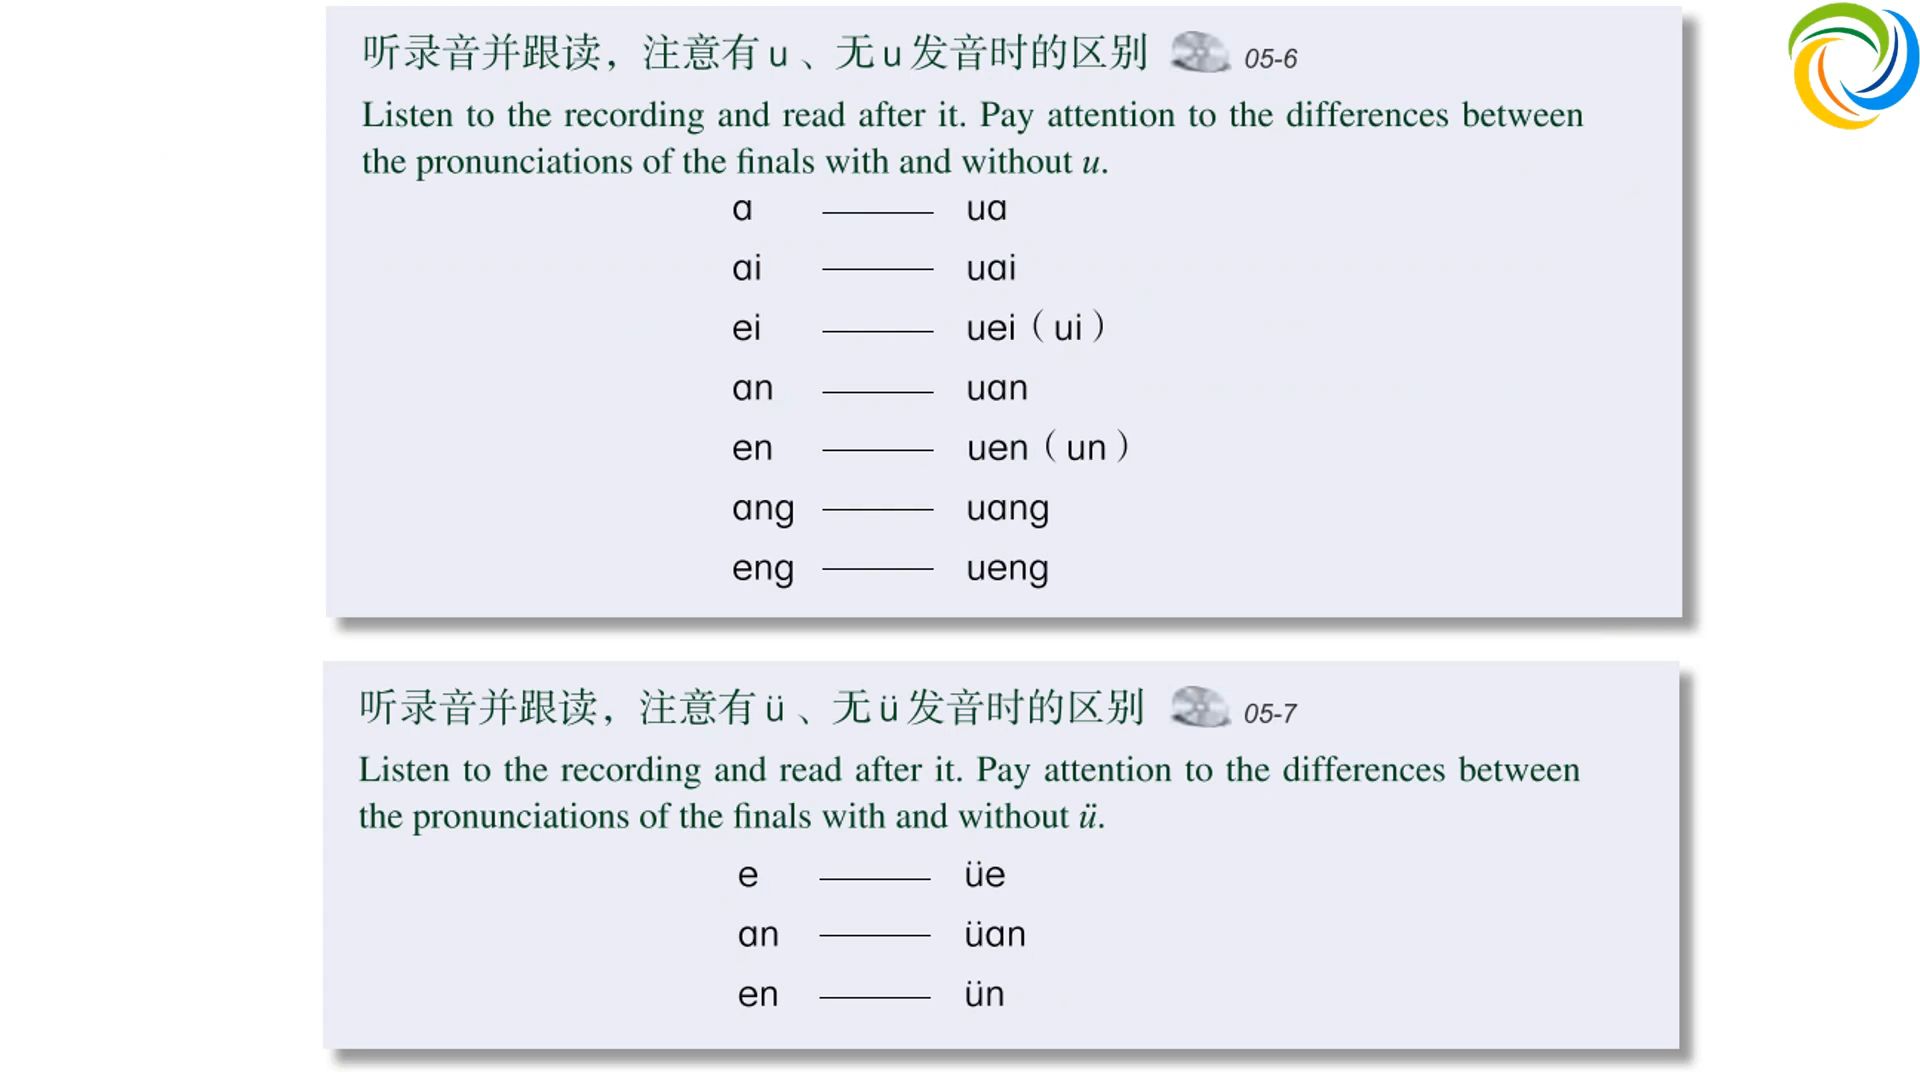 听录音并跟读，注意有 u 、无 u 发音时的区别 05-6
Listen to the recording and read after it. Pay attention to the differences between
the pronunciations of the finals with and without u.
a ——— ua
ai ——— uai
ei ——— uei（ui）
an ——— uan
en ——— uen（un）
ang ——— uang
eng ——— ueng
听录音并跟读，注意有 ü 、无 ü 发音时的区别 05-7
Listen to the recording and read after it. Pay attention to the differences between
the pronunciations of the finals with and without ü.
e ——— üe
an ——— üan
en ——— ün